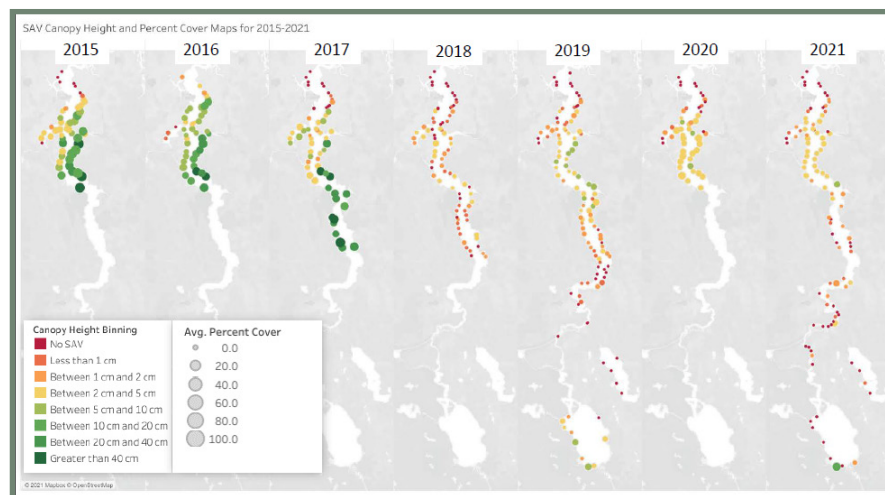 SAV Canopy Height and Percent Cover Maps for 2015-2021
2015
2016
2017
2018
2019
2020
2021
Canopy Height Binning
No SAV
Less than 1 cm
Between 1 cm and 2 cm
Between 2 cm and 5 cm
Between 5 cm and 10 cm
Between 10 cm and 20 cm
Between 20 cm and 40 cm
Greater than 40 cm
Avg. Percent Cover
0.0
20.0
40.0
60.0
80.0
100.0
© 2021 Mapbox © OpenStreetMap